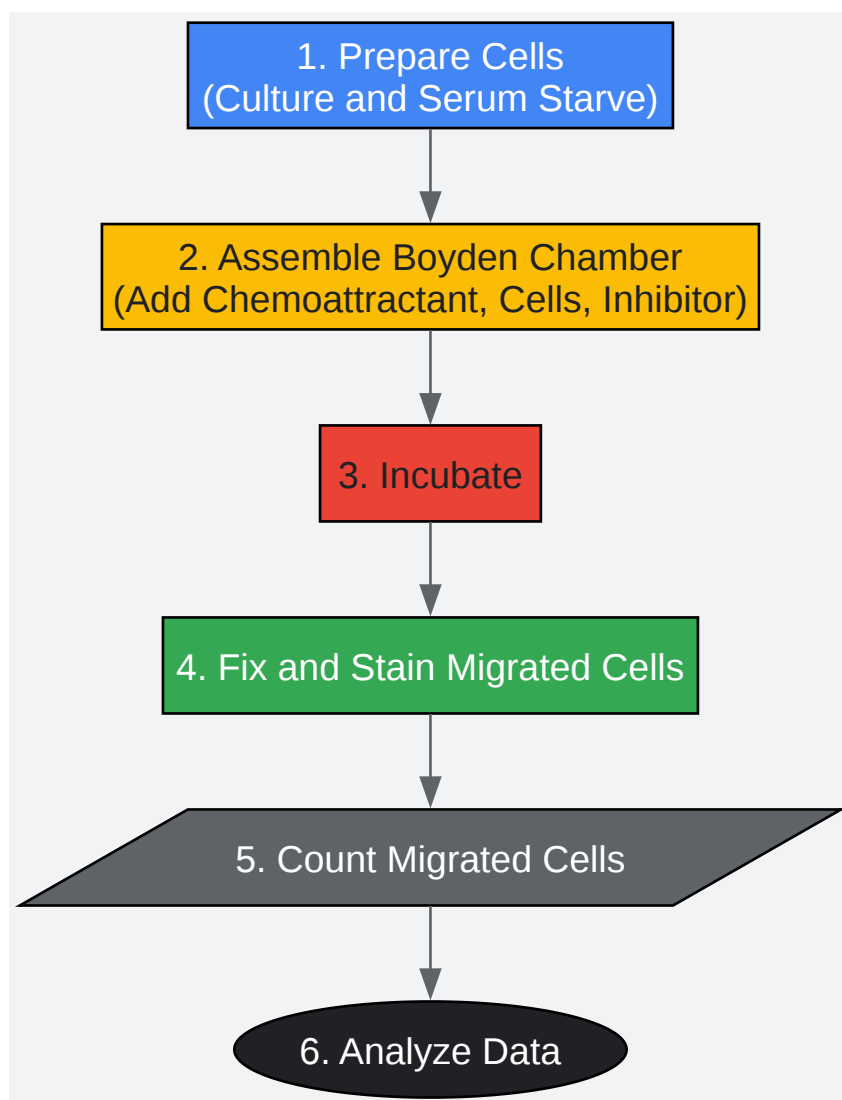 1. Prepare Cells
(Culture and Serum Starve)
2. Assemble Boyden Chamber
(Add Chemoattractant, Cells, Inhibitor)
3. Incubate
4. Fix and Stain Migrated Cells
5. Count Migrated Cells
6. Analyze Data